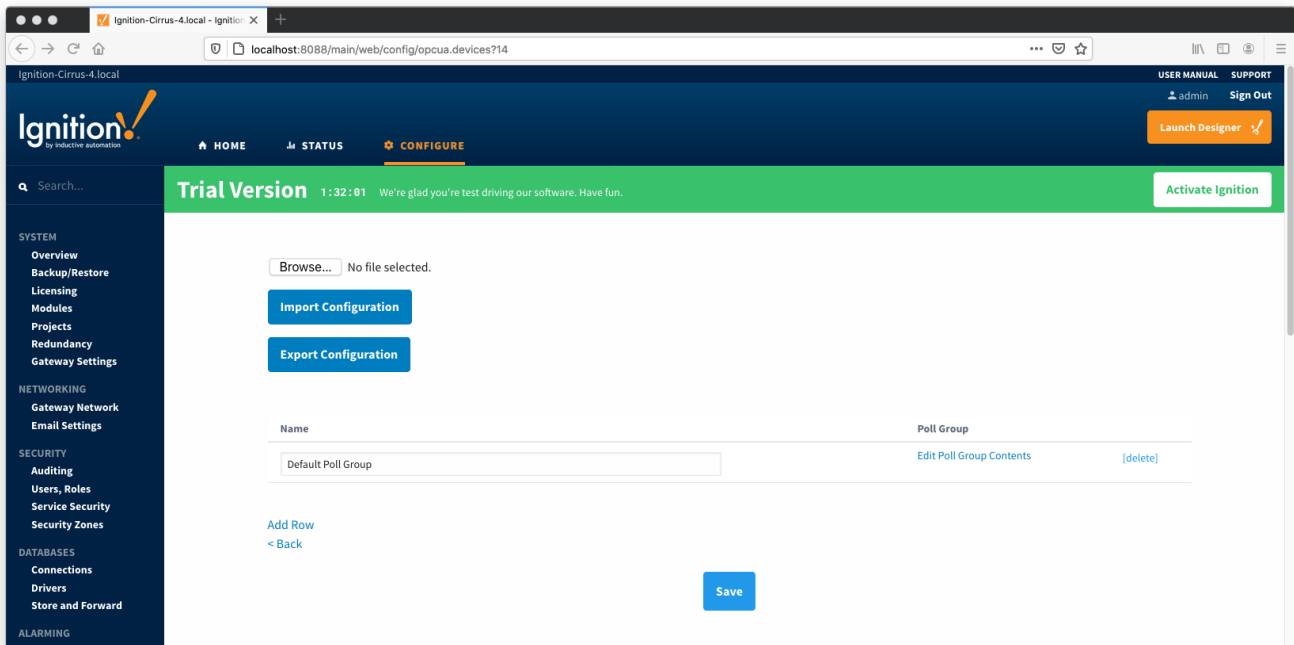 Ignition-Cirrus-4.local - Ignition
localhost:8088/main/web/config/opcua.devices?14
Ignition-Cirrus-4.local
USER MANUAL SUPPORT
admin Sign Out
Ignition!
by inductive automation
Launch Designer
HOME STATUS CONFIGURE
Search...
Trial Version 1:32:01 We're glad you're test driving our software. Have fun.
Activate Ignition
SYSTEM
Overview
Backup/Restore
Licensing
Modules
Projects
Redundancy
Gateway Settings
NETWORKING
Gateway Network
Email Settings
SECURITY
Auditing
Users, Roles
Service Security
Security Zones
DATABASES
Connections
Drivers
Store and Forward
ALARMING
Browse... No file selected.
Import Configuration
Export Configuration
Name Poll Group
Default Poll Group Edit Poll Group Contents [delete]
Add Row
< Back
Save